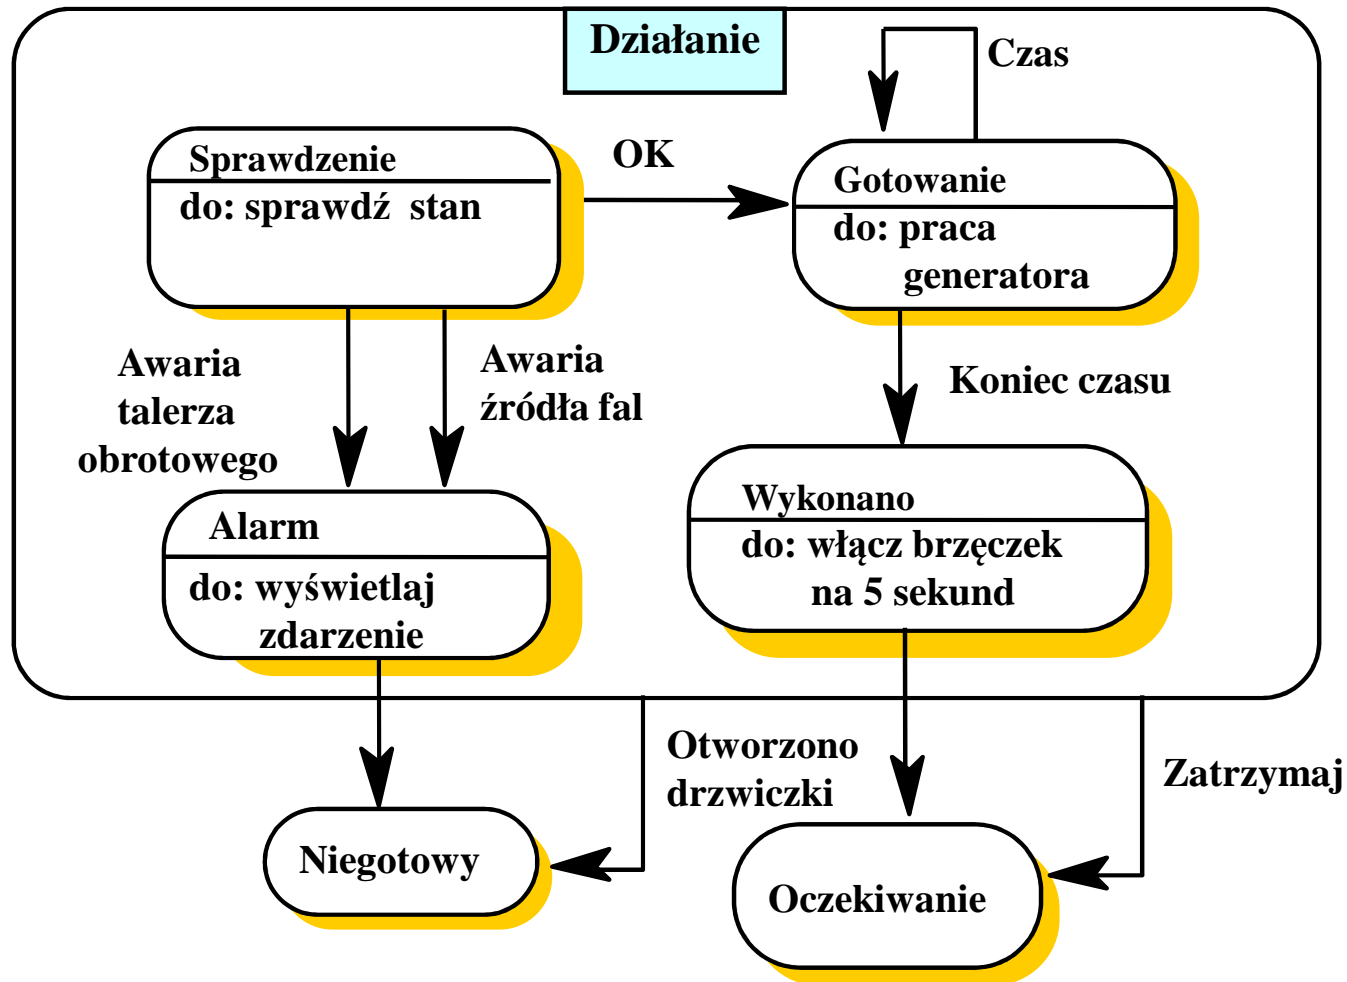 Działanie
Czas
Sprawdzenie
do: sprawdź stan
OK
Gotowanie
do: praca
generatora
Awaria
talerza
obrotowego
Awaria
źródła fal
Koniec czasu
Alarm
do: wyświetlaj
zdarzenie
Wykonano
do: włącz brzęczek
na 5 sekund
Otworzono
drzwiczki
Zatrzymaj
Niegotowy
Oczekiwanie